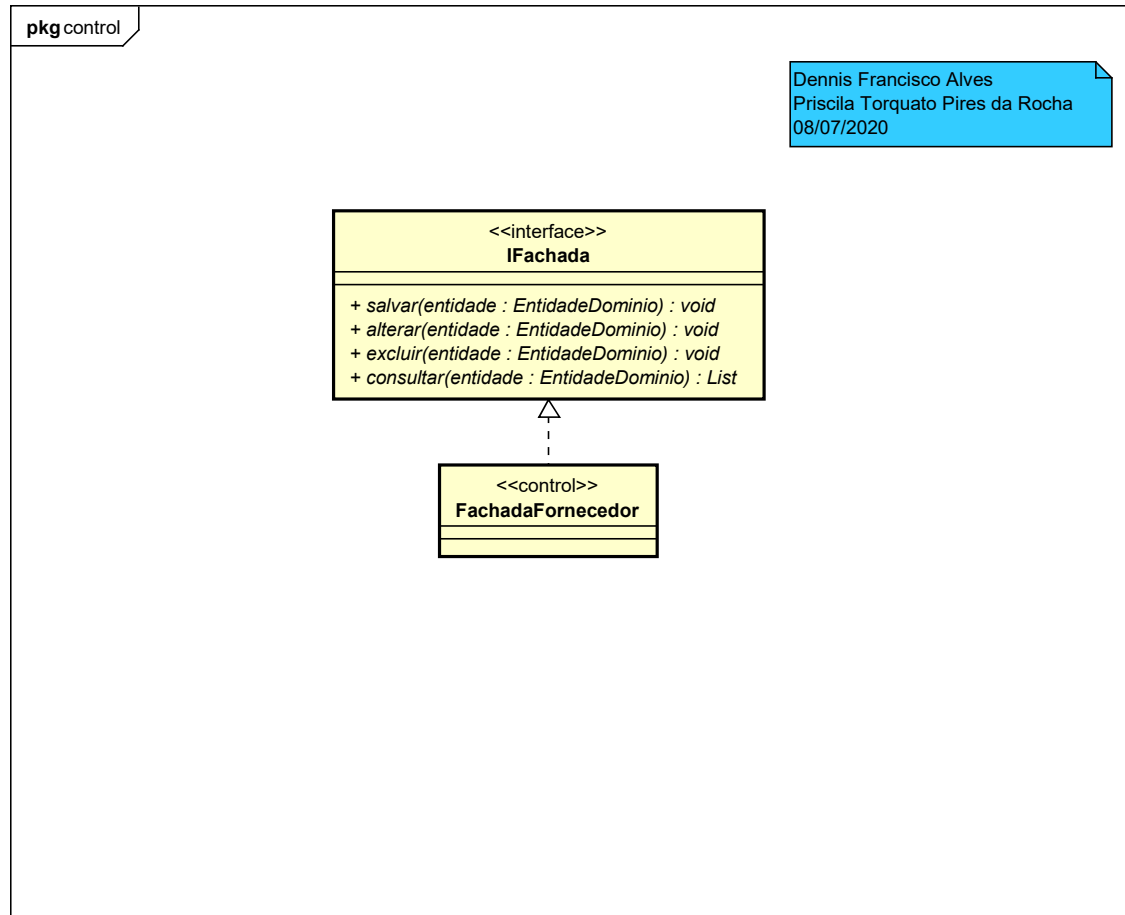 pkg control
Dennis Francisco Alves
Priscila Torquato Pires da Rocha
08/07/2020
<<interface>>
IFachada
+ salvar(entidade : EntidadeDominio) : void
+ alterar(entidade : EntidadeDominio) : void
+ excluir(entidade : EntidadeDominio) : void
+ consultar(entidade : EntidadeDominio) : List
<<control>>
FachadaFornecedor